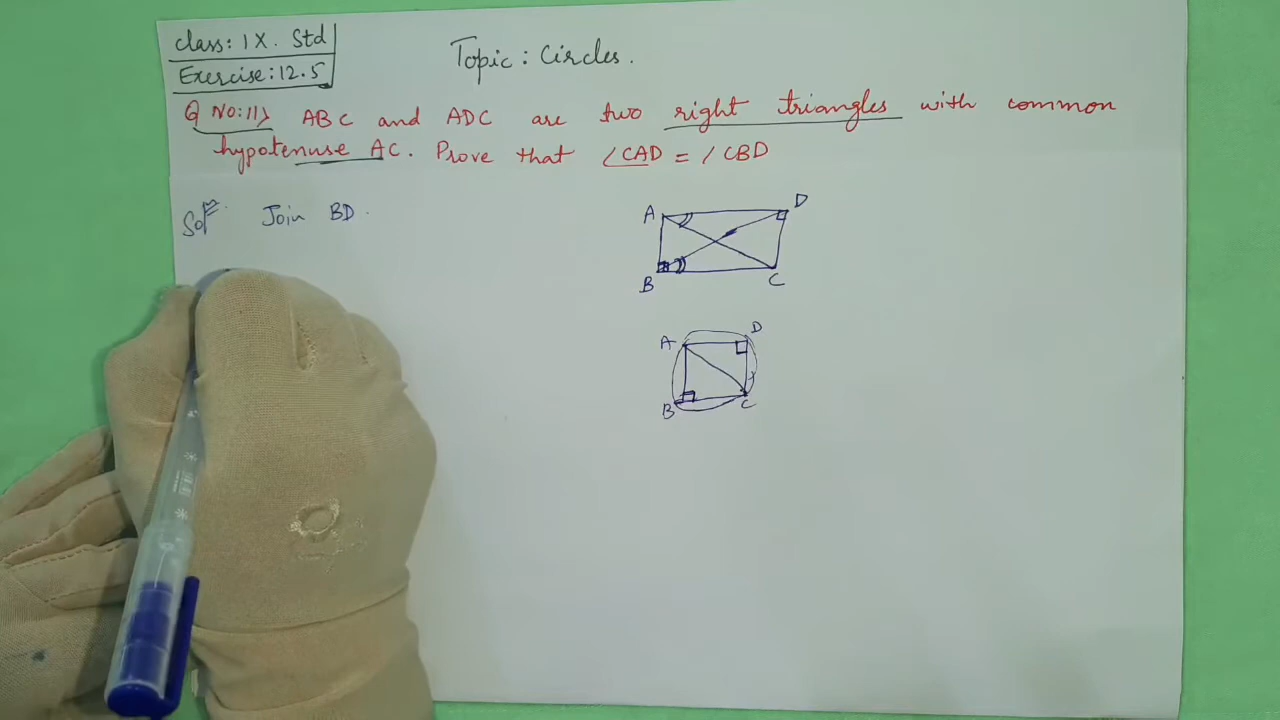 class: IX. Std
Exercise: 12.5
Topic: Circles.
Q No:11> ABC and ADC are two right triangles with common
hypotenuse AC. Prove that ∠CAD = ∠CBD
Sol Join BD.
A D
B C
A D
B C